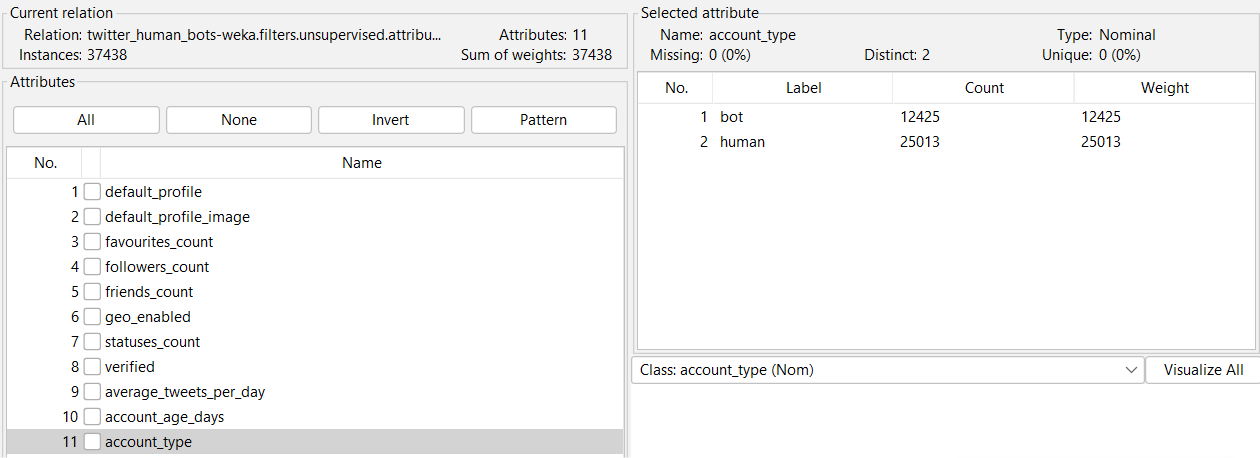 Current relation
Relation: twitter_human_bots-weka.filters.unsupervised.attribu... Attributes: 11
Instances: 37438 Sum of weights: 37438
Attributes
All None Invert Pattern
No. Name
1 default_profile
2 default_profile_image
3 favourites_count
4 followers_count
5 friends_count
6 geo_enabled
7 statuses_count
8 verified
9 average_tweets_per_day
10 account_age_days
11 account_type
Selected attribute
Name: account_type Type: Nominal
Missing: 0 (0%) Distinct: 2 Unique: 0 (0%)
No. Label Count Weight
1 bot 12425 12425
2 human 25013 25013
Class: account_type (Nom) Visualize All